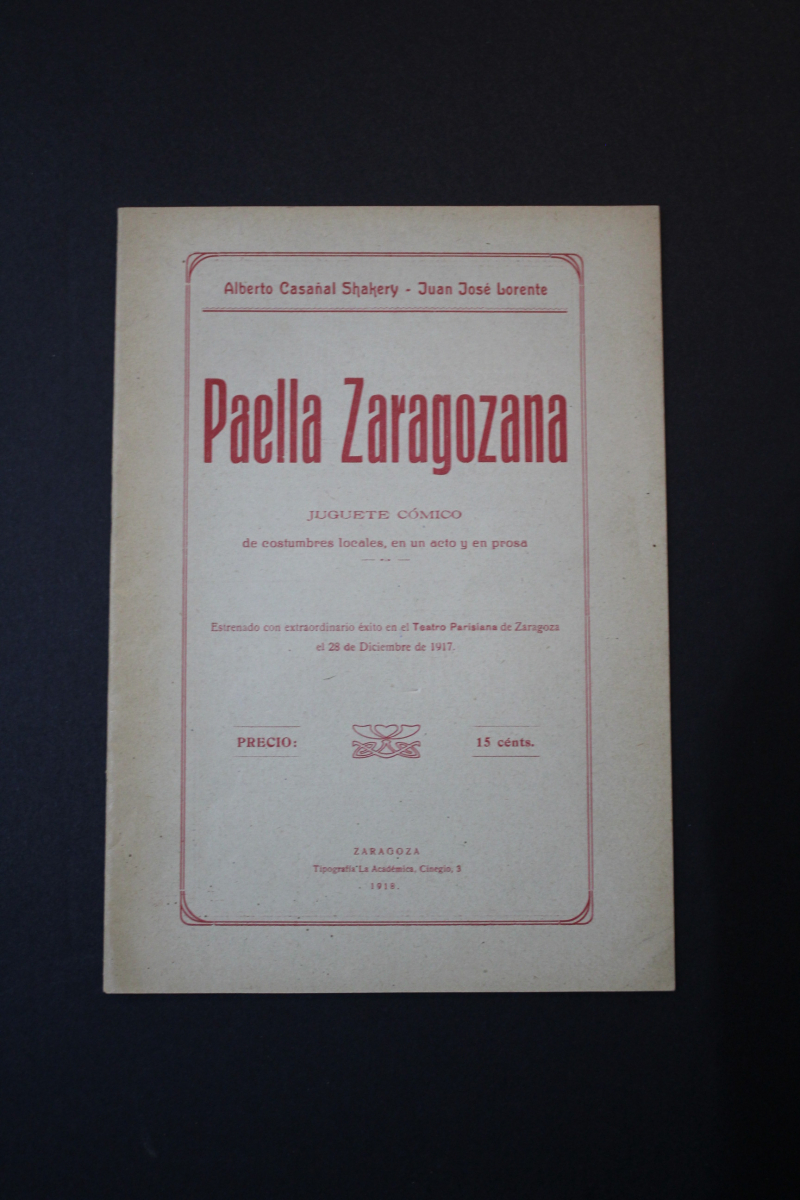 Alberto Casañal Shakery - Juan José Lorente
Paella Zaragozana
JUGUETE CÓMICO
de costumbres locales, en un acto y en prosa
Estrenado con extraordinario éxito en el Teatro Parisiana de Zaragoza
el 28 de Diciembre de 1917.
PRECIO: 15 cénts.
ZARAGOZA
Tipografía La Académica, Cinegio, 3
1918.